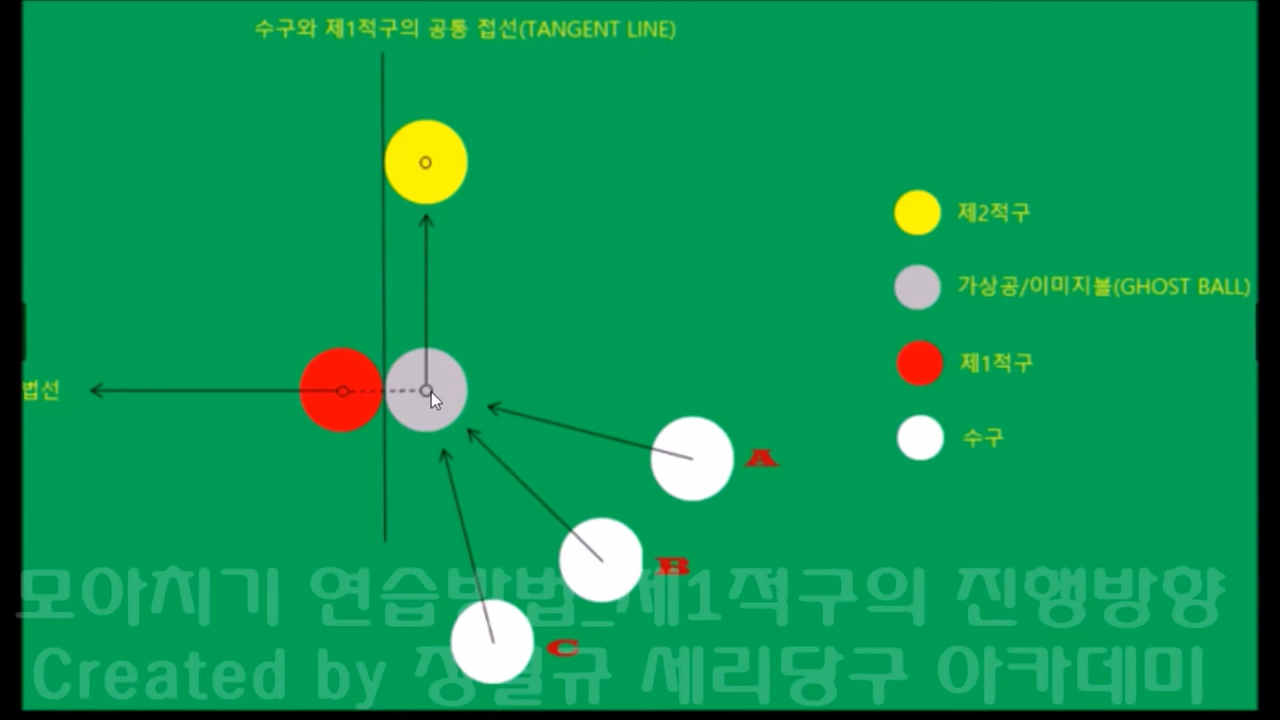 수구와 제1적구의 공통 접선(TANGENT LINE)
제2적구
가상공/이미지볼(GHOST BALL)
제1적구
법선
수구
A
B
C
모아치기 연습방법_제1적구의 진행방향
Created by 정철규 세리당구 아카데미